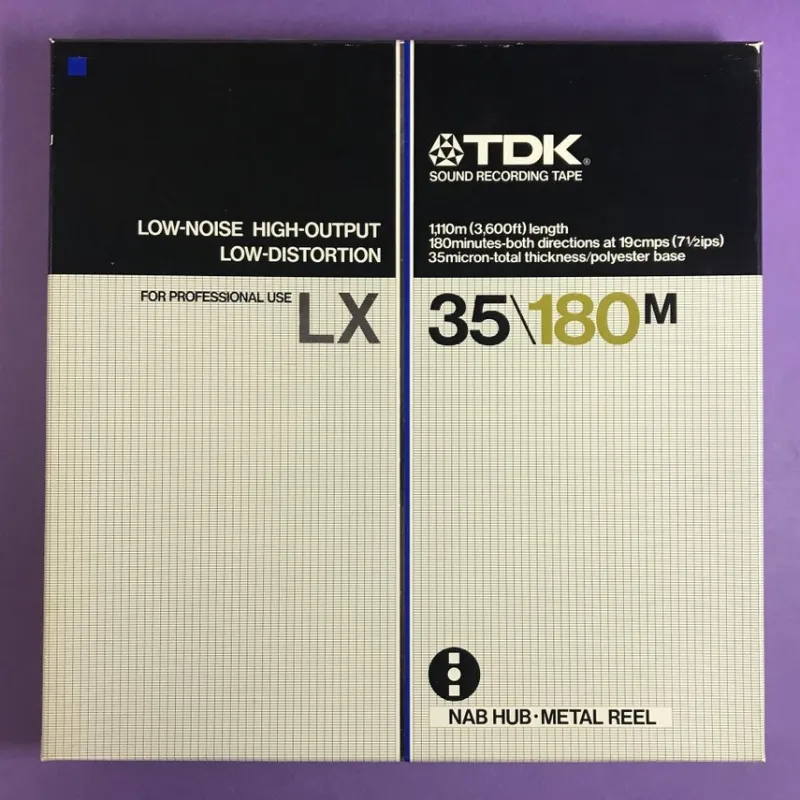 LOW-NOISE HIGH-OUTPUT
LOW-DISTORTION
FOR PROFESSIONAL USE LX
TDK®
SOUND RECORDING TAPE
1,110m (3,600ft) length
180minutes-both directions at 19cmps (7½ips)
35micron-total thickness/polyester base
35\180M
NAB HUB·METAL REEL